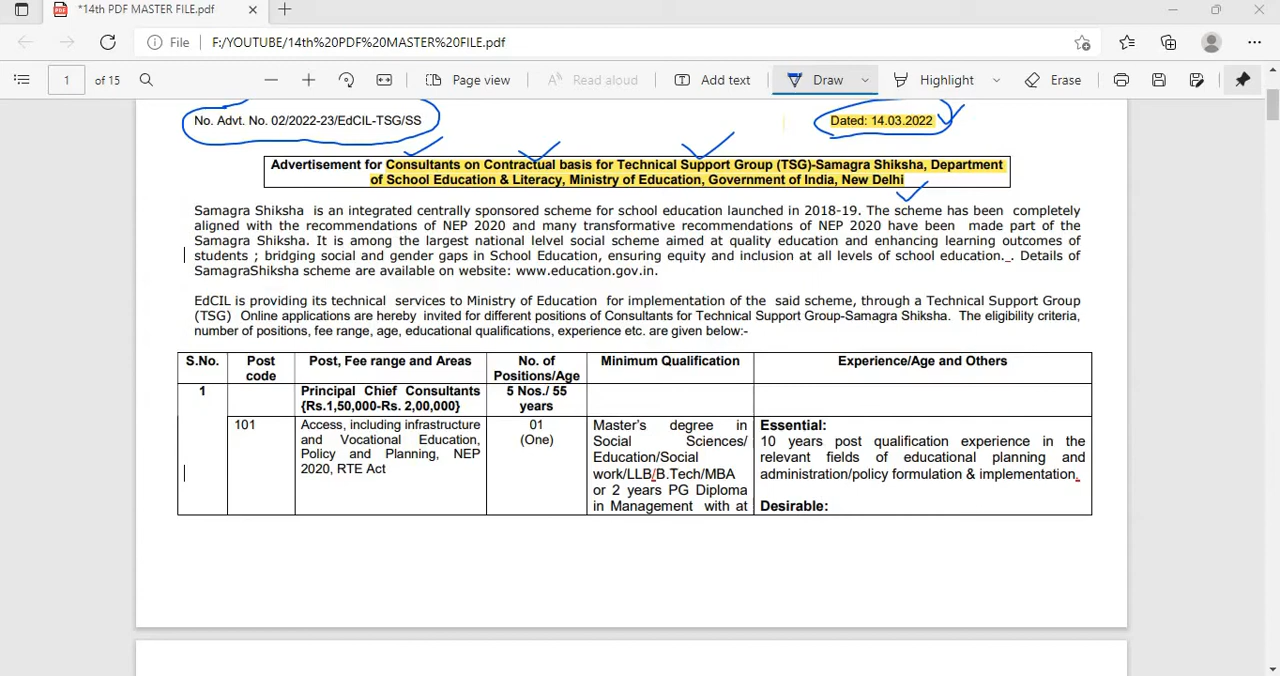 *14th PDF MASTER FILE.pdf
File F:/YOUTUBE/14th%20PDF%20MASTER%20FILE.pdf
1 of 15 Page view Read aloud Add text Draw Highlight Erase
No. Advt. No. 02/2022-23/EdCIL-TSG/SS Dated: 14.03.2022
Advertisement for Consultants on Contractual basis for Technical Support Group (TSG)-Samagra Shiksha, Department
of School Education & Literacy, Ministry of Education, Government of India, New Delhi
Samagra Shiksha is an integrated centrally sponsored scheme for school education launched in 2018-19. The scheme has been completely
aligned with the recommendations of NEP 2020 and many transformative recommendations of NEP 2020 have been made part of the
Samagra Shiksha. It is among the largest national lelvel social scheme aimed at quality education and enhancing learning outcomes of
students ; bridging social and gender gaps in School Education, ensuring equity and inclusion at all levels of school education._. Details of
SamagraShiksha scheme are available on website: www.education.gov.in.
EdCIL is providing its technical services to Ministry of Education for implementation of the said scheme, through a Technical Support Group
(TSG) Online applications are hereby invited for different positions of Consultants for Technical Support Group-Samagra Shiksha. The eligibility criteria,
number of positions, fee range, age, educational qualifications, experience etc. are given below:-
S.No. Post Post, Fee range and Areas No. of Minimum Qualification Experience/Age and Others
code Positions/Age
1 Principal Chief Consultants 5 Nos./ 55
{Rs.1,50,000-Rs. 2,00,000} years
101 Access, including infrastructure 01 Master's degree in Essential:
and Vocational Education, (One) Social Sciences/ 10 years post qualification experience in the
Policy and Planning, NEP Education/Social relevant fields of educational planning and
2020, RTE Act work/LLB/B.Tech/MBA administration/policy formulation & implementation.
or 2 years PG Diploma
in Management with at Desirable: